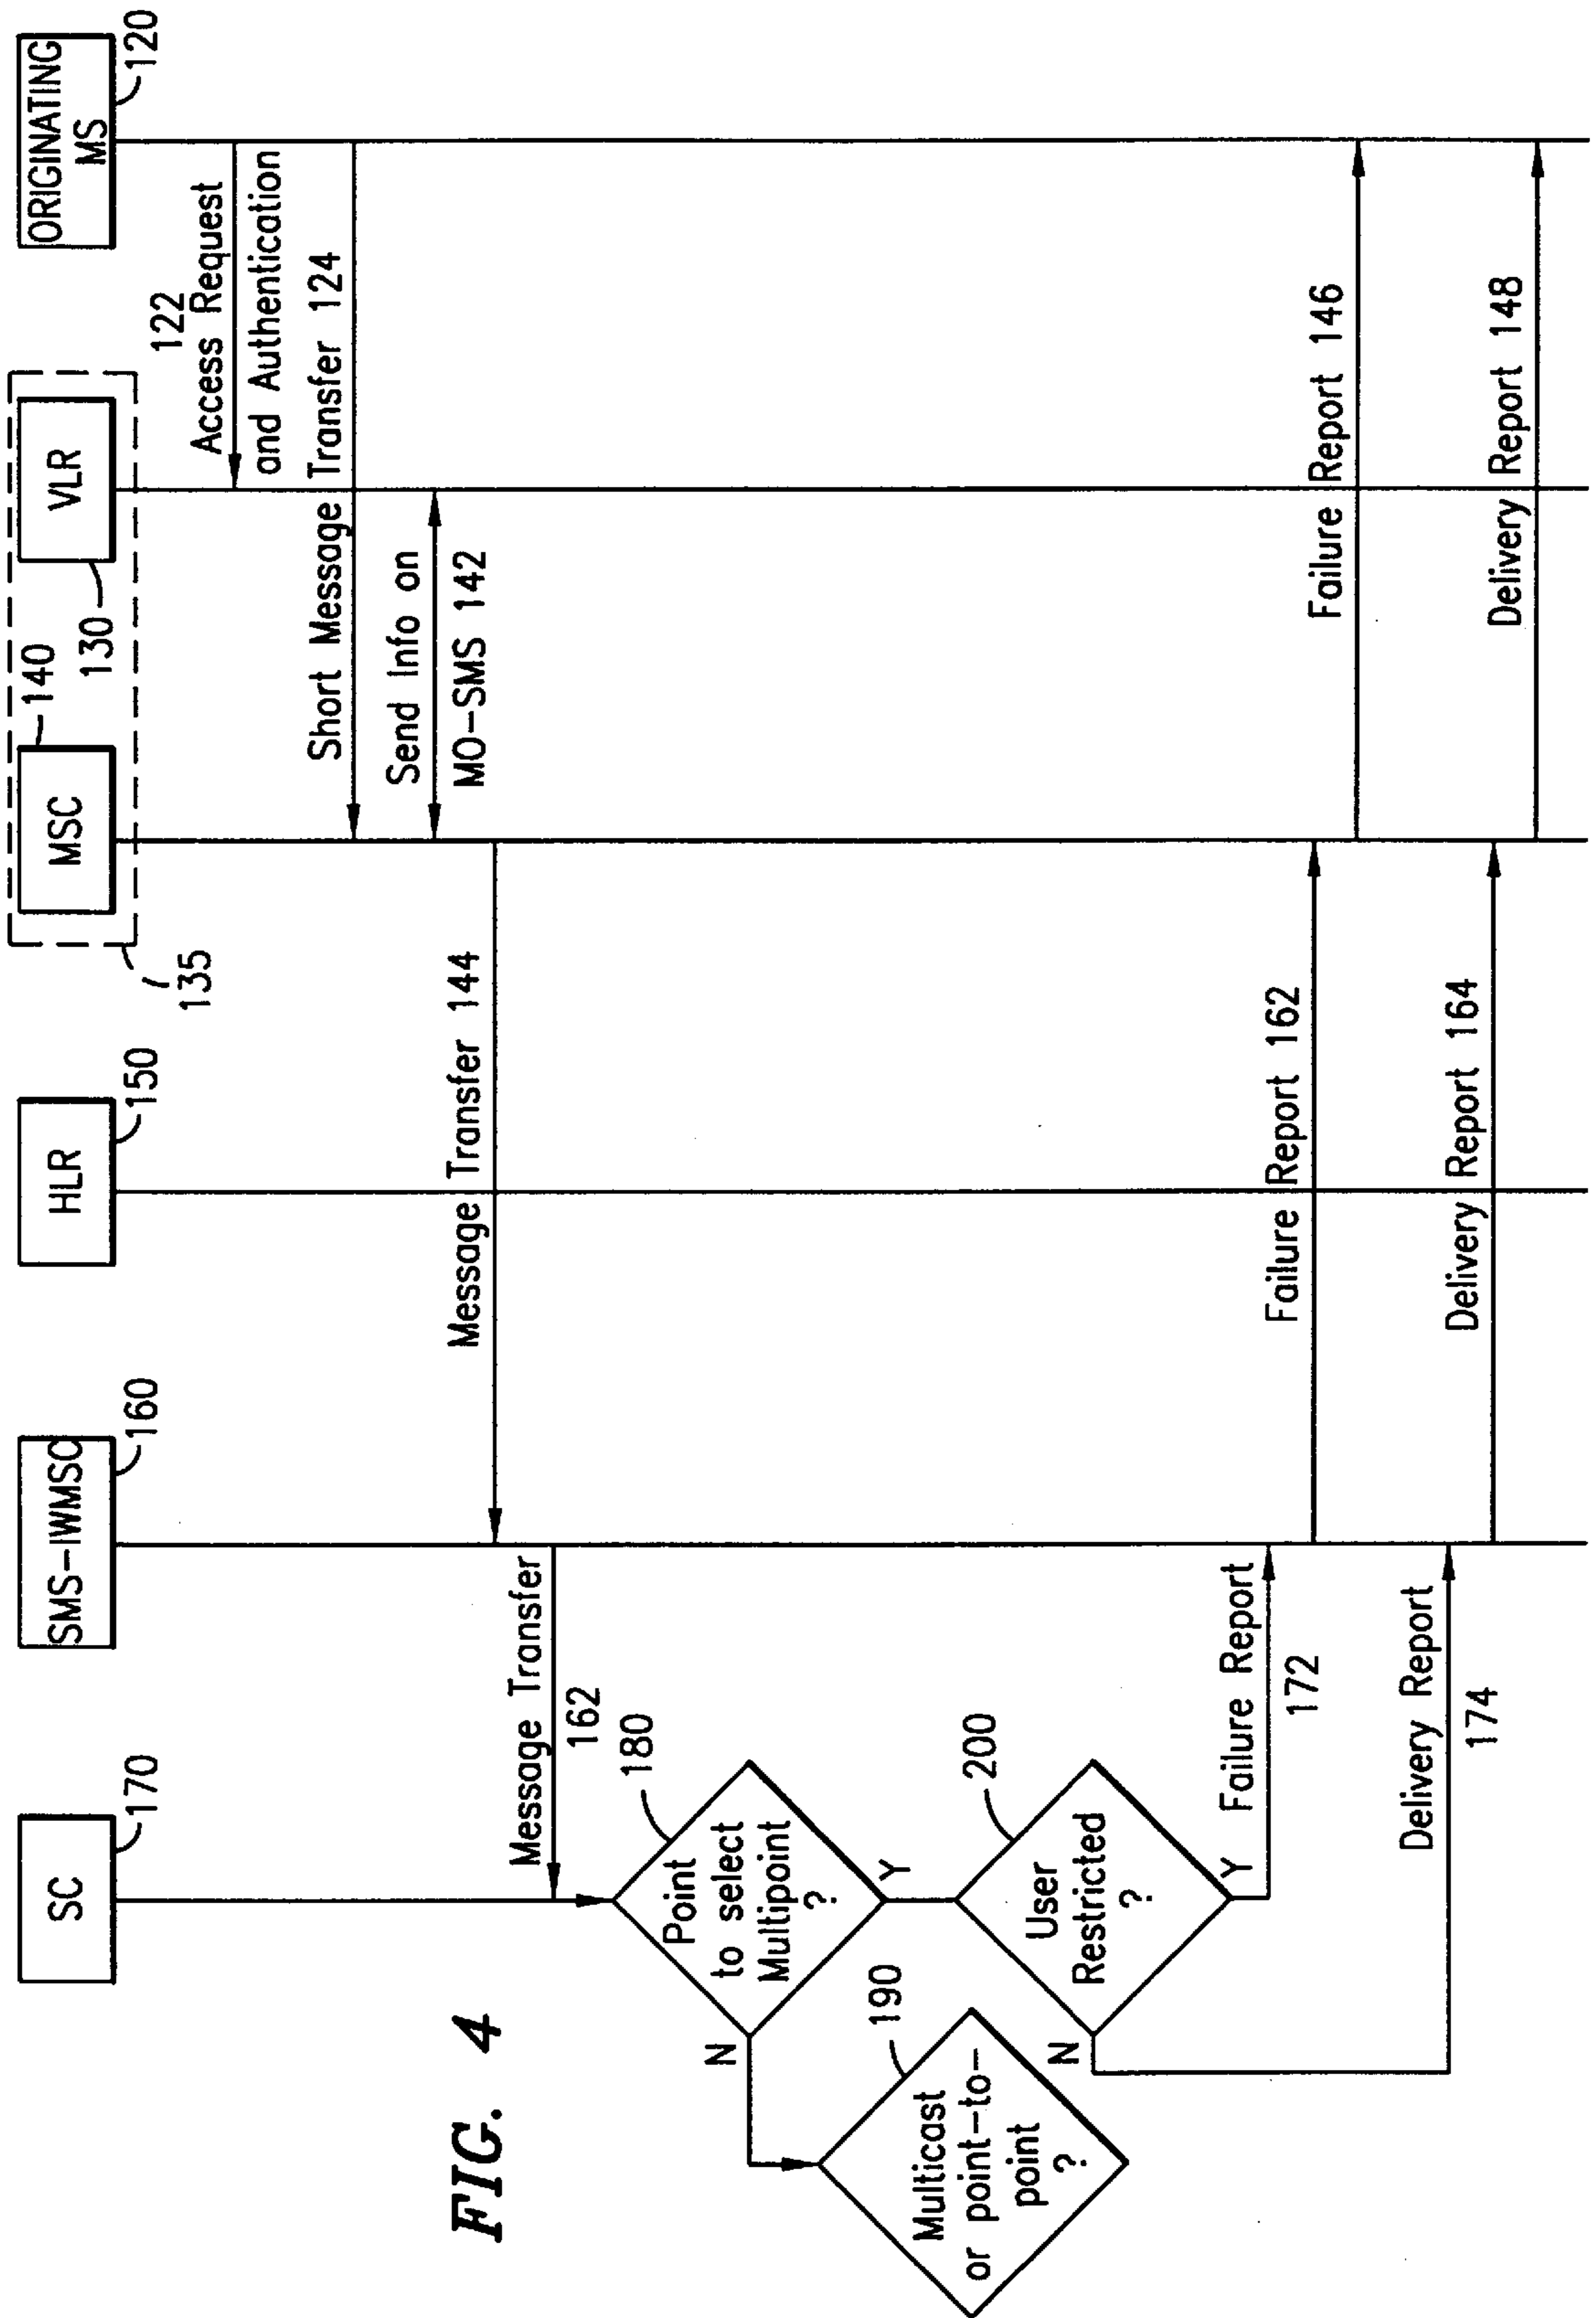 FIG. 4
SC
170
SMS-IWMSC
160
HLR
150
MSC
140
VLR
130
135
ORIGINATING
MS
120
122
Access Request
and Authentication
Short Message Transfer 124
Send Info on
MO-SMS 142
Message Transfer 144
Message Transfer
162
Point
to select
Multipoint
?
180
N
Y
Multicast
or point-to-
point
?
190
User
Restricted
?
200
N
Y
Failure Report
172
Failure Report 162
Failure Report 146
Delivery Report
174
Delivery Report 164
Delivery Report 148